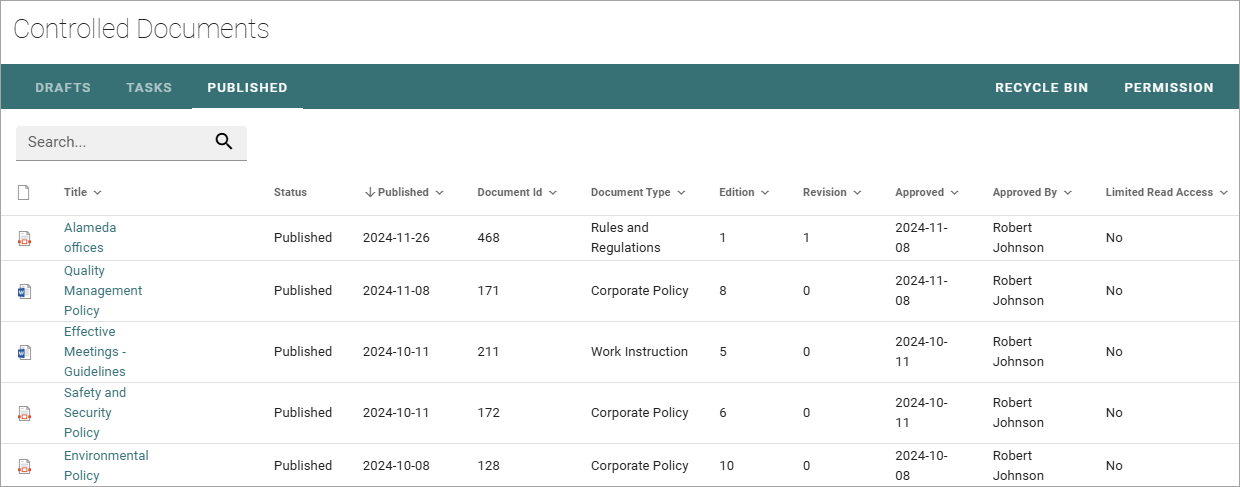 Controlled Documents
DRAFTS TASKS PUBLISHED RECYCLE BIN PERMISSION
Search...
Title Status Published Document Id Document Type Edition Revision Approved Approved By Limited Read Access
Alameda offices Published 2024-11-26 468 Rules and Regulations 1 1 2024-11-08 Robert Johnson No
Quality Management Policy Published 2024-11-08 171 Corporate Policy 8 0 2024-11-08 Robert Johnson No
Effective Meetings - Guidelines Published 2024-10-11 211 Work Instruction 5 0 2024-10-11 Robert Johnson No
Safety and Security Policy Published 2024-10-11 172 Corporate Policy 6 0 2024-10-11 Robert Johnson No
Environmental Policy Published 2024-10-08 128 Corporate Policy 10 0 2024-10-08 Robert Johnson No